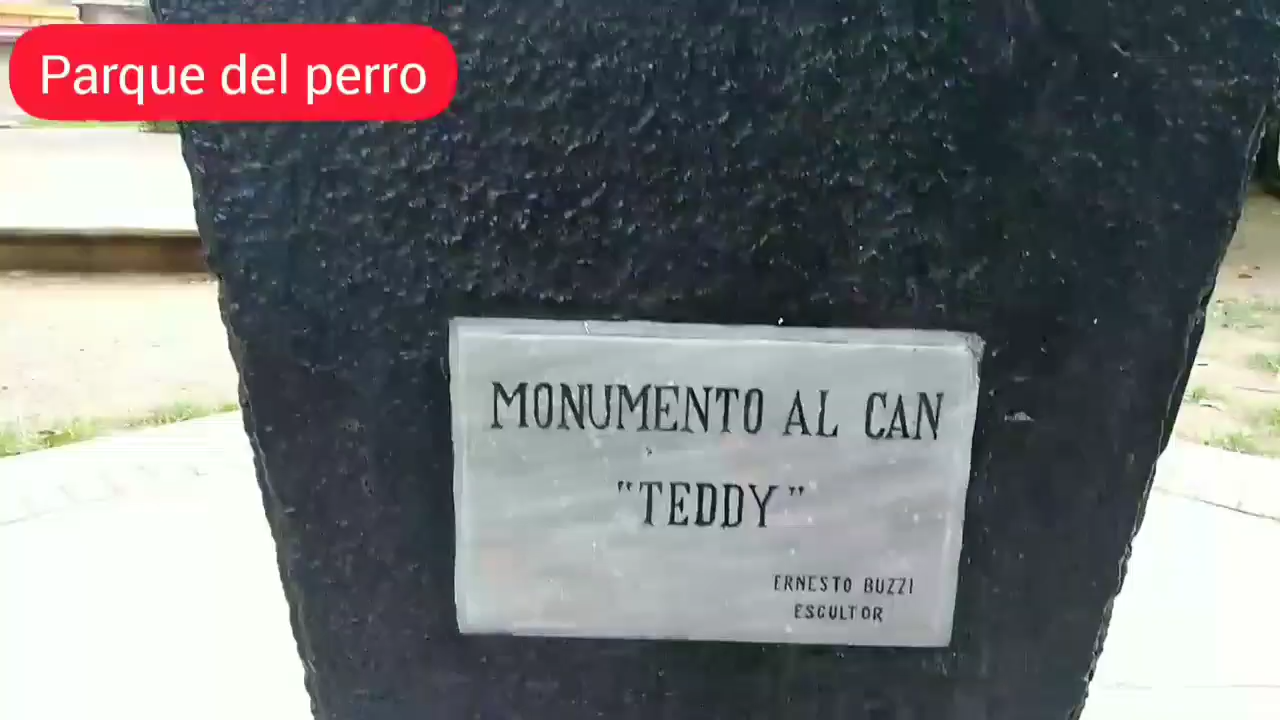 Parque del perro
MONUMENTO AL CAN
"TEDDY"
ERNESTO BUZZI
ESCULTOR